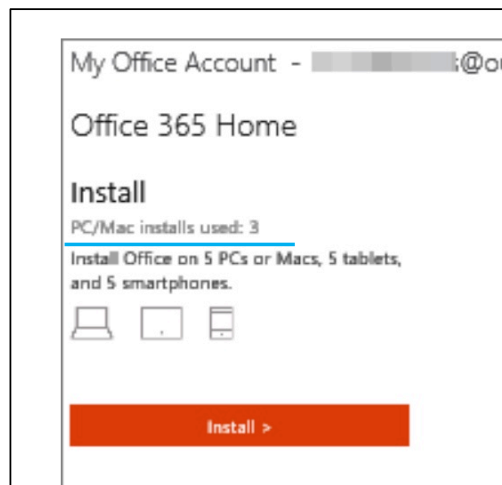 My Office Account - @ou
Office 365 Home
Install
PC/Mac installs used: 3
Install Office on 5 PCs or Macs, 5 tablets,
and 5 smartphones.
Install >